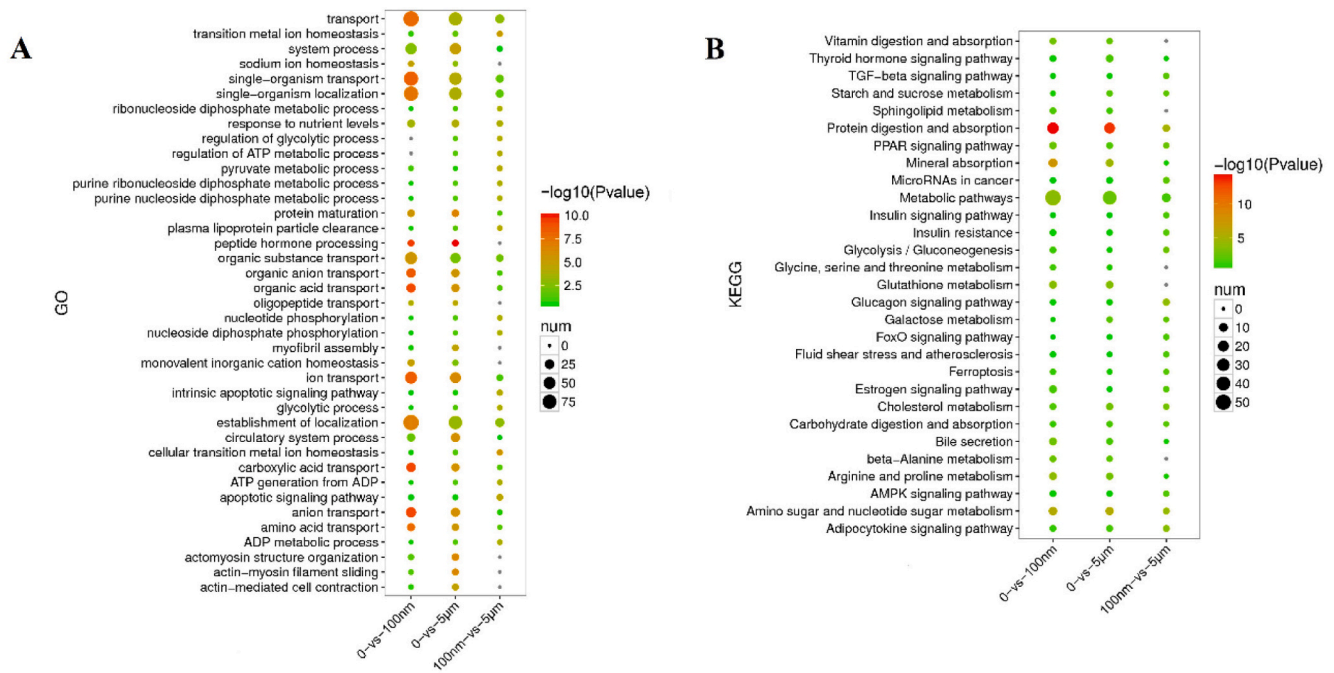 A
GO
transport
transition metal ion homeostasis
system process
sodium ion homeostasis
single−organism transport
single−organism localization
ribonucleoside diphosphate metabolic process
response to nutrient levels
regulation of glycolytic process
regulation of ATP metabolic process
pyruvate metabolic process
purine ribonucleoside diphosphate metabolic process
purine nucleoside diphosphate metabolic process
protein maturation
plasma lipoprotein particle clearance
peptide hormone processing
organic substance transport
organic anion transport
organic acid transport
oligopeptide transport
nucleotide phosphorylation
nucleoside diphosphate phosphorylation
myofibril assembly
monovalent inorganic cation homeostasis
ion transport
intrinsic apoptotic signaling pathway
glycolytic process
establishment of localization
circulatory system process
cellular transition metal ion homeostasis
carboxylic acid transport
ATP generation from ADP
apoptotic signaling pathway
anion transport
amino acid transport
ADP metabolic process
actomyosin structure organization
actin−myosin filament sliding
actin−mediated cell contraction
0−vs−100nm
0−vs−5μm
100nm−vs−5μm
−log10(Pvalue)
10.0
7.5
5.0
2.5
num
0
25
50
75
B
KEGG
Vitamin digestion and absorption
Thyroid hormone signaling pathway
TGF−beta signaling pathway
Starch and sucrose metabolism
Sphingolipid metabolism
Protein digestion and absorption
PPAR signaling pathway
Mineral absorption
MicroRNAs in cancer
Metabolic pathways
Insulin signaling pathway
Insulin resistance
Glycolysis / Gluconeogenesis
Glycine, serine and threonine metabolism
Glutathione metabolism
Glucagon signaling pathway
Galactose metabolism
FoxO signaling pathway
Fluid shear stress and atherosclerosis
Ferroptosis
Estrogen signaling pathway
Cholesterol metabolism
Carbohydrate digestion and absorption
Bile secretion
beta−Alanine metabolism
Arginine and proline metabolism
AMPK signaling pathway
Amino sugar and nucleotide sugar metabolism
Adipocytokine signaling pathway
0−vs−100nm
0−vs−5μm
100nm−vs−5μm
−log10(Pvalue)
10
5
num
0
10
20
30
40
50